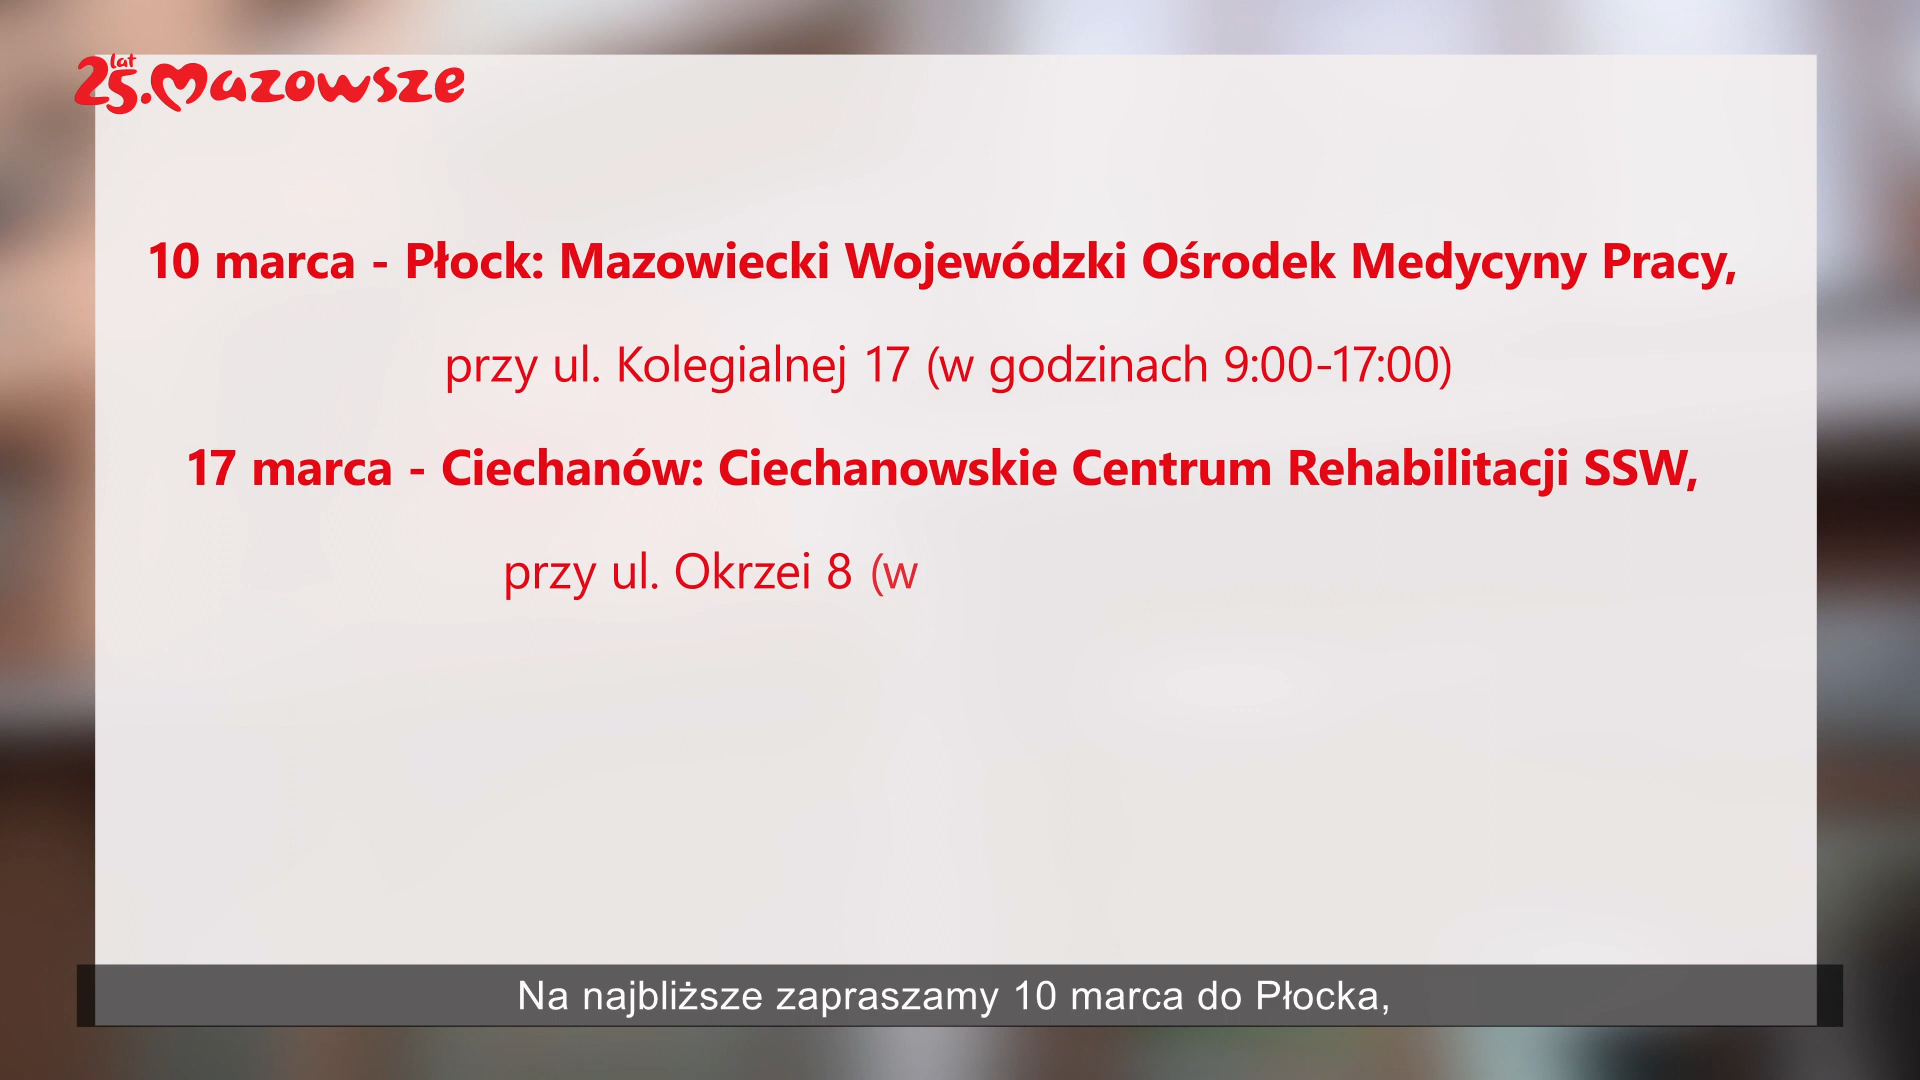 25 lat.Mazowsze
10 marca - Płock: Mazowiecki Wojewódzki Ośrodek Medycyny Pracy,
przy ul. Kolegialnej 17 (w godzinach 9:00-17:00)
17 marca - Ciechanów: Ciechanowskie Centrum Rehabilitacji SSW,
przy ul. Okrzei 8 (w
Na najbliższe zapraszamy 10 marca do Płocka,